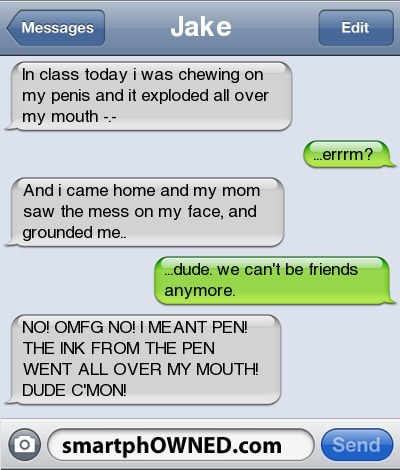 Messages
Jake
Edit
In class today i was chewing on
my penis and it exploded all over
my mouth -.-
...errrm?
And i came home and my mom
saw the mess on my face, and
grounded me..
...dude. we can't be friends
anymore.
NO! OMFG NO! I MEANT PEN!
THE INK FROM THE PEN
WENT ALL OVER MY MOUTH!
DUDE C'MON!
smartphOWNED.com
Send